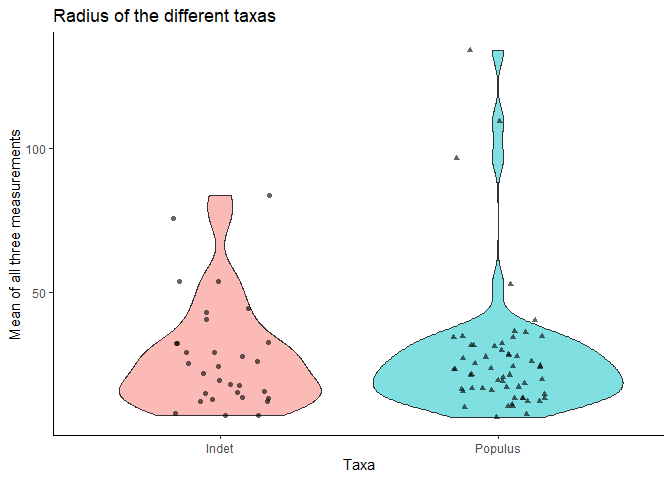 Radius of the different taxas
Mean of all three measurements
100
50
Indet
Populus
Taxa